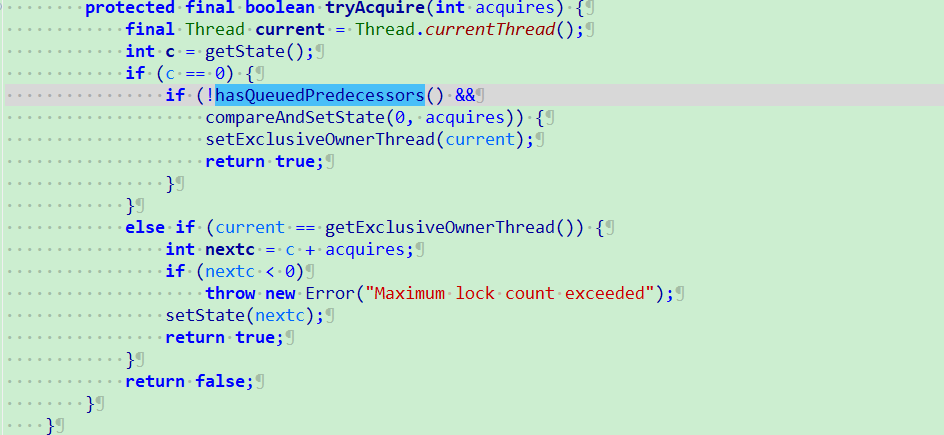 protected final boolean tryAcquire(int acquires) {
final Thread current = Thread.currentThread();
int c = getState();
if (c == 0) {
if (!hasQueuedPredecessors() &&
compareAndSetState(0, acquires)) {
setExclusiveOwnerThread(current);
return true;
}
}
else if (current == getExclusiveOwnerThread()) {
int nextc = c + acquires;
if (nextc < 0)
throw new Error("Maximum lock count exceeded");
setState(nextc);
return true;
}
return false;
}
}